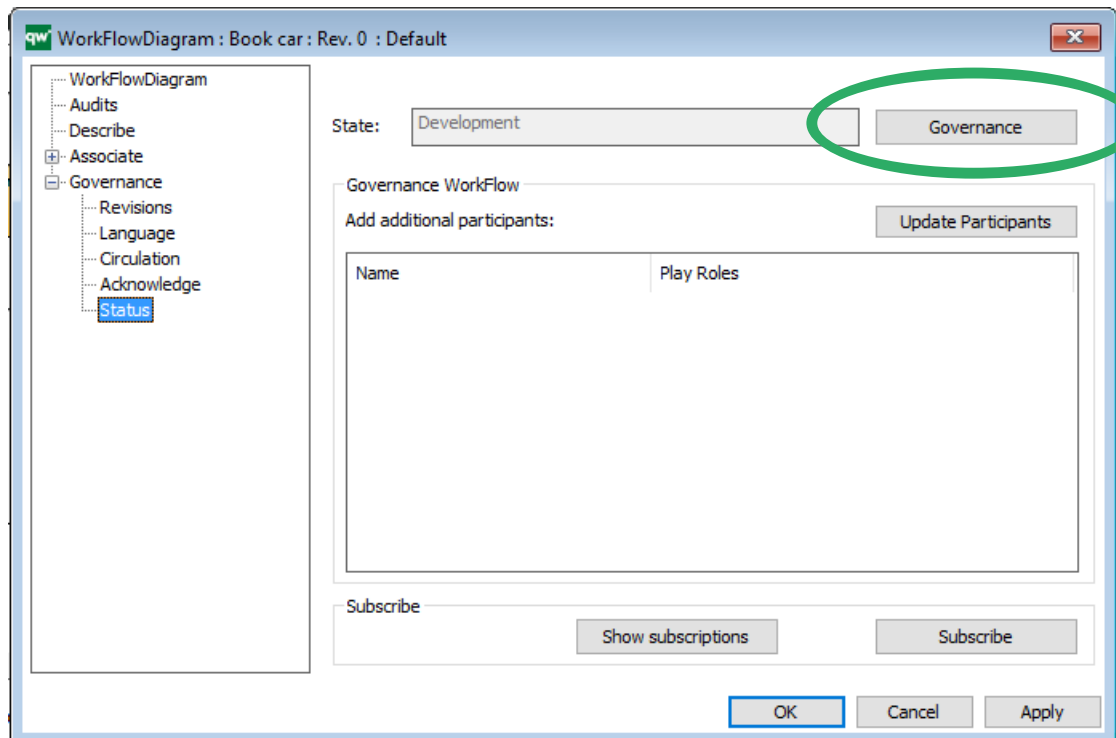 qw WorkFlowDiagram : Book car : Rev. 0 : Default
WorkFlowDiagram
Audits
Describe
Associate
Governance
Revisions
Language
Circulation
Acknowledge
Status
State: Development Governance
Governance WorkFlow
Add additional participants: Update Participants
Name Play Roles
Subscribe
Show subscriptions Subscribe
OK Cancel Apply